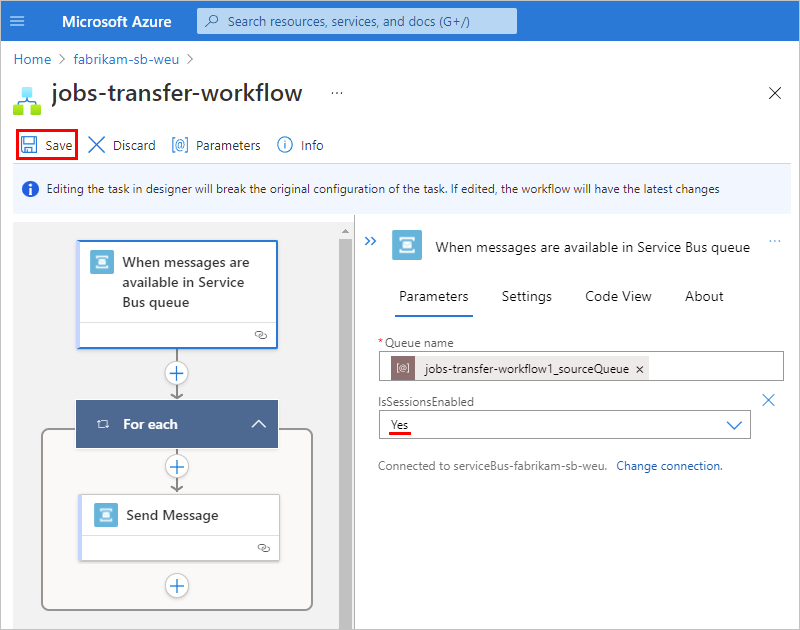 Microsoft Azure
Search resources, services, and docs (G+/)
Home > fabrikam-sb-weu >
jobs-transfer-workflow ...
Save Discard [@] Parameters Info
Editing the task in designer will break the original configuration of the task. If edited, the workflow will have the latest changes
When messages are
available in Service
Bus queue
For each
Send Message
When messages are available in Service Bus queue ...
Parameters Settings Code View About
* Queue name
[@] jobs-transfer-workflow1_sourceQueue ×
IsSessionsEnabled
Yes
Connected to serviceBus-fabrikam-sb-weu. Change connection.